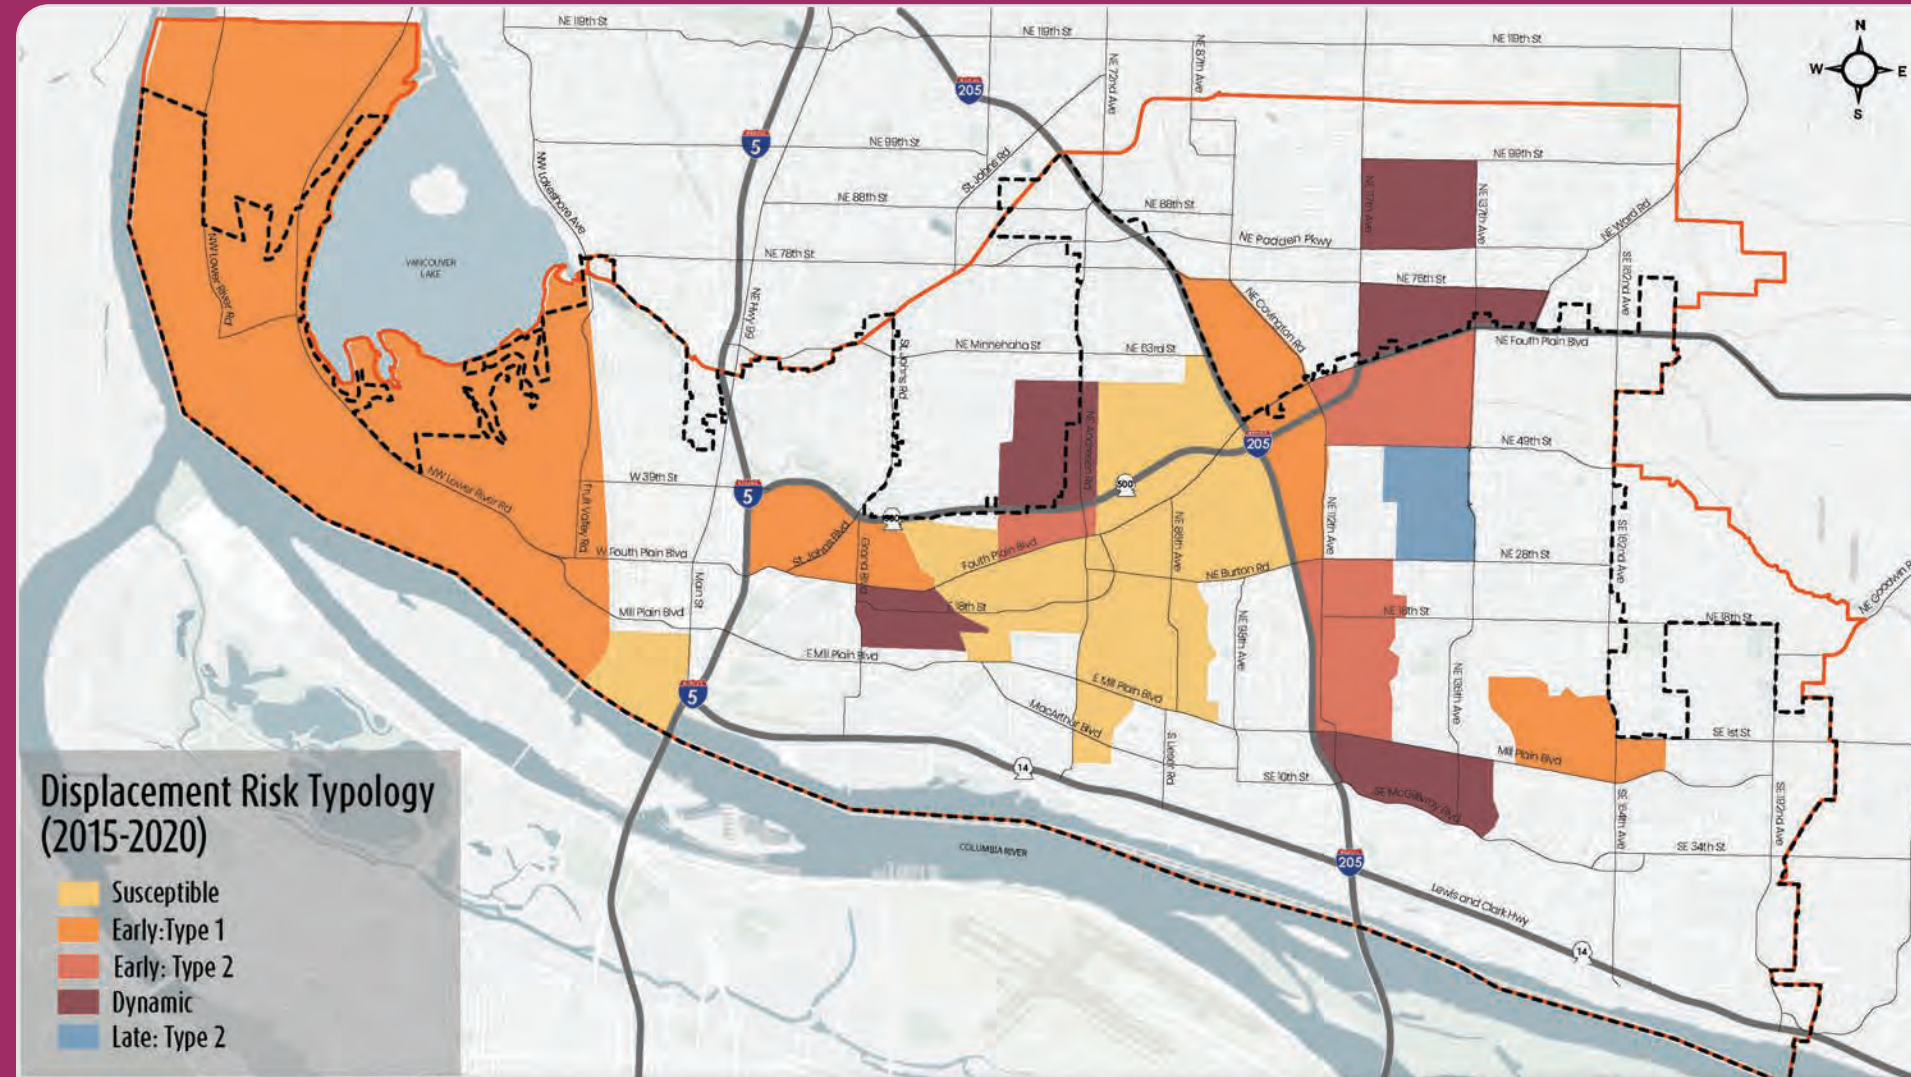 NE 119th St
NE 119th St
NE 119th St
N
W
E
S
205
NE 72nd Ave
NE 87th Ave
5
NE 99th St
NE 99th St
St. Johns Rd
NW Lakeshore Ave
NE 88th St
NE 88th St
NE 117th Ave
NE 137th Ave
NE Ward Rd
NE Padden Pkwy
NE 78th St
NE 76th St
VANCOUVER
LAKE
NW Lower River Rd
SE 162nd Ave
NE Hwy 99
NE Covington Rd
NE Minnehaha St
NE 63rd St
NE Fouth Plain Blvd
St. Johns Rd
NE Andresen Rd
205
NE 49th St
W 39th St
5
500
500
NW Lower River Rd
Fruit Valley Rd
St. Johns Blvd
Grand Blvd
Fouth Plain Blvd
NE 86th Ave
NE 112th Ave
SE 162nd Ave
W Fouth Plain Blvd
NE 28th St
NE Burton Rd
Main St
Mill Plain Blvd
E 18th St
NE 98th Ave
NE 18th St
NE 18th St
NE Goodwin R
E Mill Plain Blvd
NE 136th Ave
5
E Mill Plain Blvd
MacArthur Blvd
S Lieser Rd
SE 1st St
Mill Plain Blvd
14
SE 10th St
SE McGillivray Blvd
SE 164th Ave
SE 192nd Ave
COLUMBIA RIVER
SE 34th St
205
Lewis and Clark Hwy
14
Displacement Risk Typology
(2015-2020)
Susceptible
Early:Type 1
Early: Type 2
Dynamic
Late: Type 2